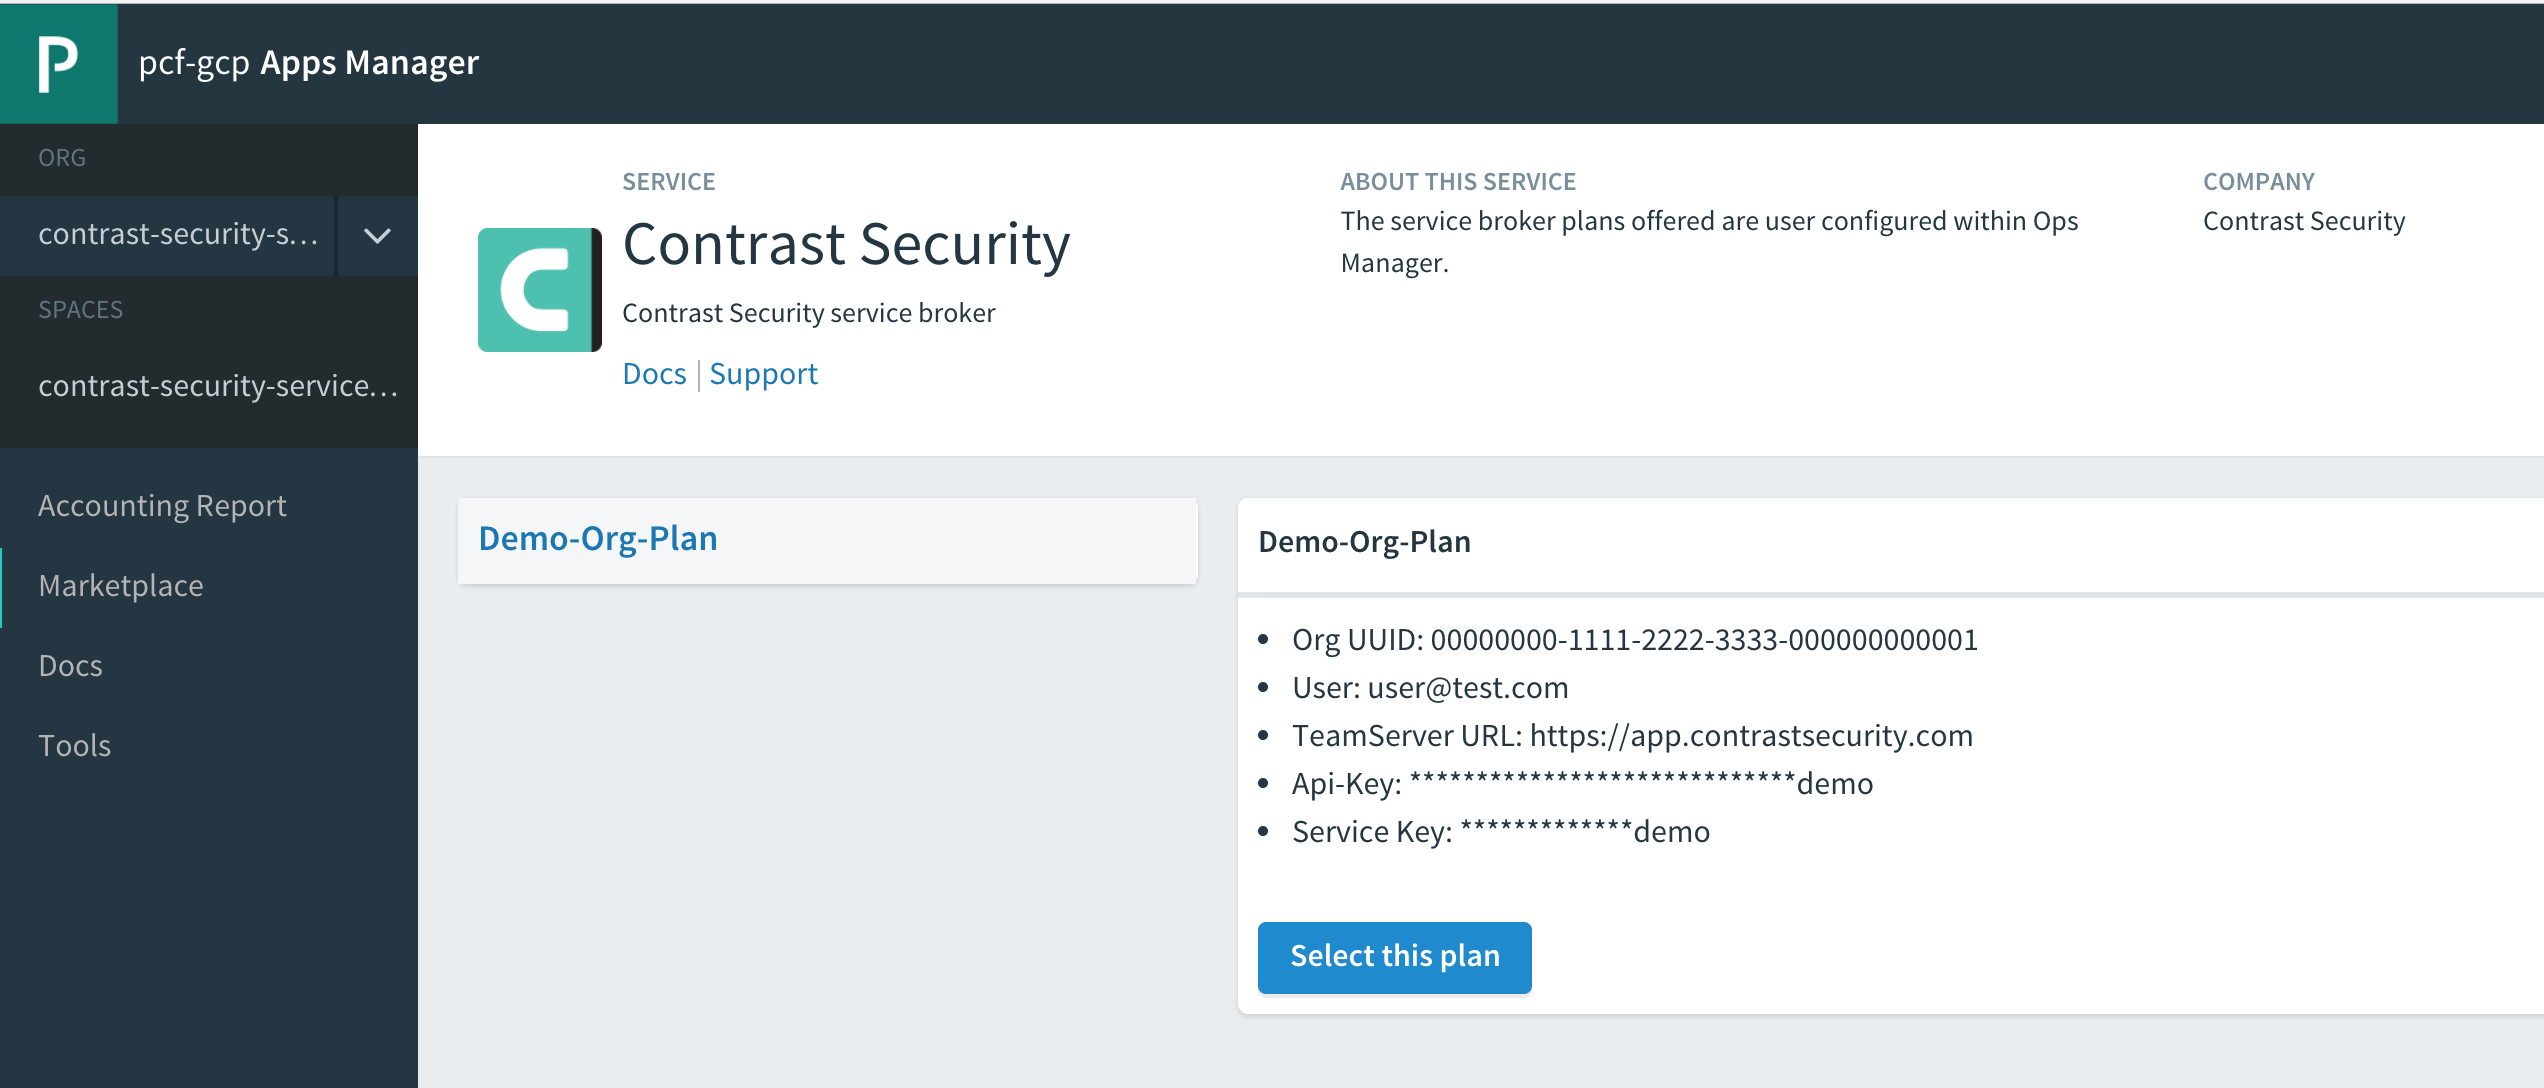 P
pcf-gcp Apps Manager
ORG
contrast-security-s...
SPACES
contrast-security-service...
Accounting Report
Marketplace
Docs
Tools
SERVICE
Contrast Security
Contrast Security service broker
Docs | Support
ABOUT THIS SERVICE
The service broker plans offered are user configured within Ops
Manager.
COMPANY
Contrast Security
Demo-Org-Plan
Demo-Org-Plan
• Org UUID: 00000000-1111-2222-3333-000000000001
• User: user@test.com
• TeamServer URL: https://app.contrastsecurity.com
• Api-Key: *****************************demo
• Service Key: *************demo
Select this plan